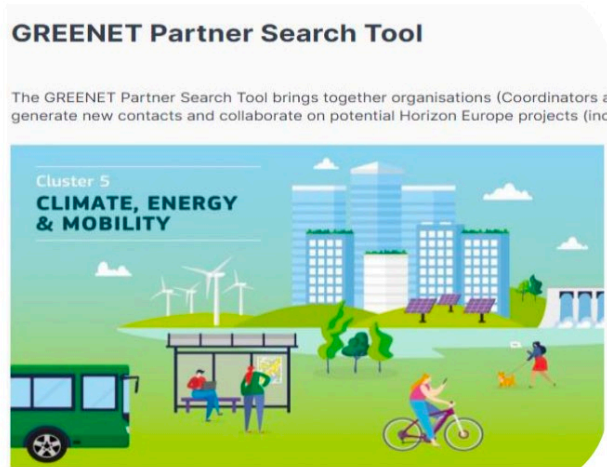 GREENET Partner Search Tool
The GREENET Partner Search Tool brings together organisations (Coordinators
generate new contacts and collaborate on potential Horizon Europe projects
Cluster 5
CLIMATE, ENERGY
& MOBILITY